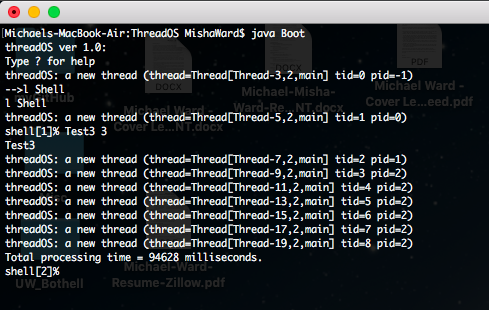 Michaels-MacBook-Air:ThreadOS MishaWard$ java Boot
threadOS ver 1.0:
Type ? for help
threadOS: a new thread (thread=Thread[Thread-3,2,main] tid=0 pid=-1)
-->l Shell
l Shell
threadOS: a new thread (thread=Thread[Thread-5,2,main] tid=1 pid=0)
shell[1]% Test3 3
Test3
threadOS: a new thread (thread=Thread[Thread-7,2,main] tid=2 pid=1)
threadOS: a new thread (thread=Thread[Thread-9,2,main] tid=3 pid=2)
threadOS: a new thread (thread=Thread[Thread-11,2,main] tid=4 pid=2)
threadOS: a new thread (thread=Thread[Thread-13,2,main] tid=5 pid=2)
threadOS: a new thread (thread=Thread[Thread-15,2,main] tid=6 pid=2)
threadOS: a new thread (thread=Thread[Thread-17,2,main] tid=7 pid=2)
threadOS: a new thread (thread=Thread[Thread-19,2,main] tid=8 pid=2)
Total processing time = 94628 milliseconds.
shell[2]%
DOCX
DOCX
PDF
Michael Ward -
Cover Le...NT.docx
Michael-Misha-
Ward-Re...NT.docx
Michael Ward -
Cover L...eed.pdf
UW_Bothell
Michael-Ward-
Resume-Zillow.pdf